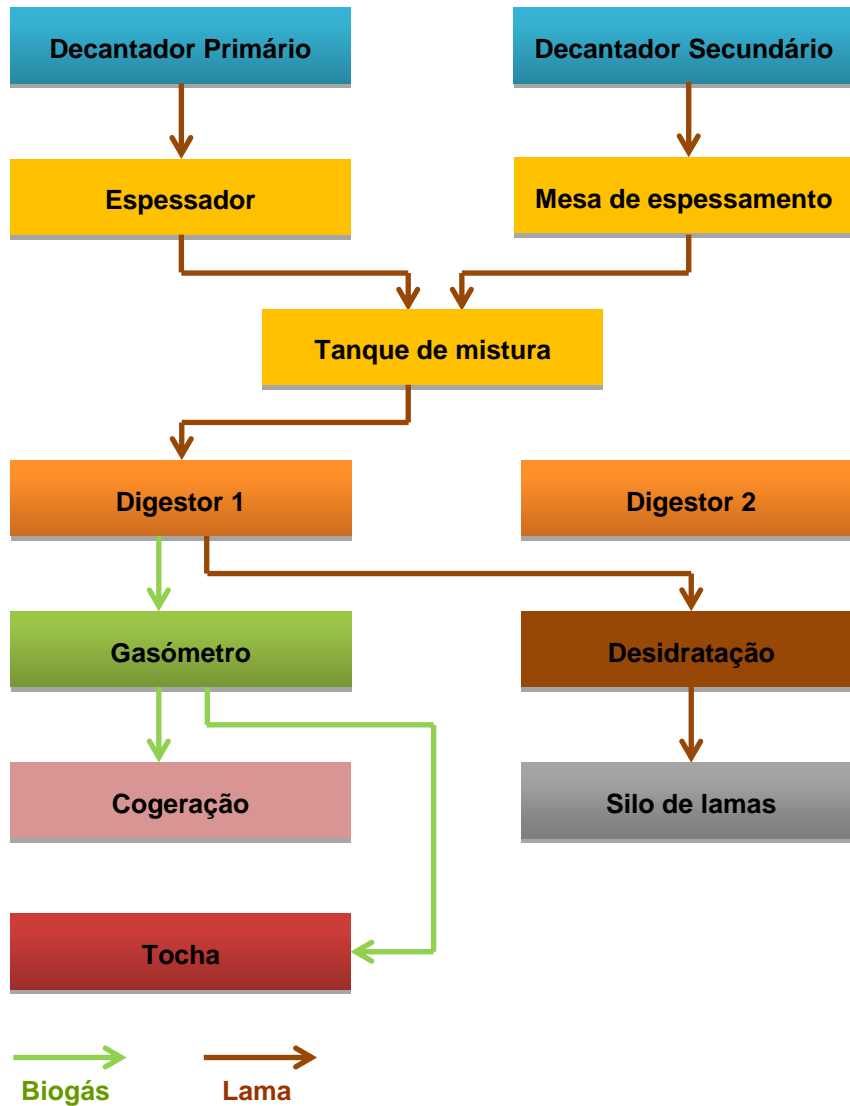 Decantador Primário
Decantador Secundário
Espessador
Mesa de espessamento
Tanque de mistura
Digestor 1
Digestor 2
Gasómetro
Desidratação
Cogeração
Silo de lamas
Tocha
Biogás
Lama